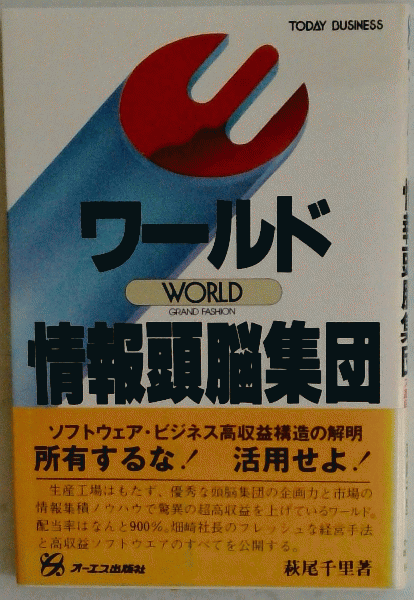 TODAY BUSINESS
ワールド
WORLD
GRAND FASHION
情報頭脳集団
ソフトウェア・ビジネス高収益構造の解明
所有するな！ 活用せよ！
生産工場はもたず、優秀な頭脳集団の企画力と市場の
情報集積ノウハウで驚異の超高収益を上げているワールド。
配当率はなんと900%。畑崎社長のフレッシュな経営手法
と高収益ソフトウエアのすべてを公開する。
オーエス出版社
萩尾千里著